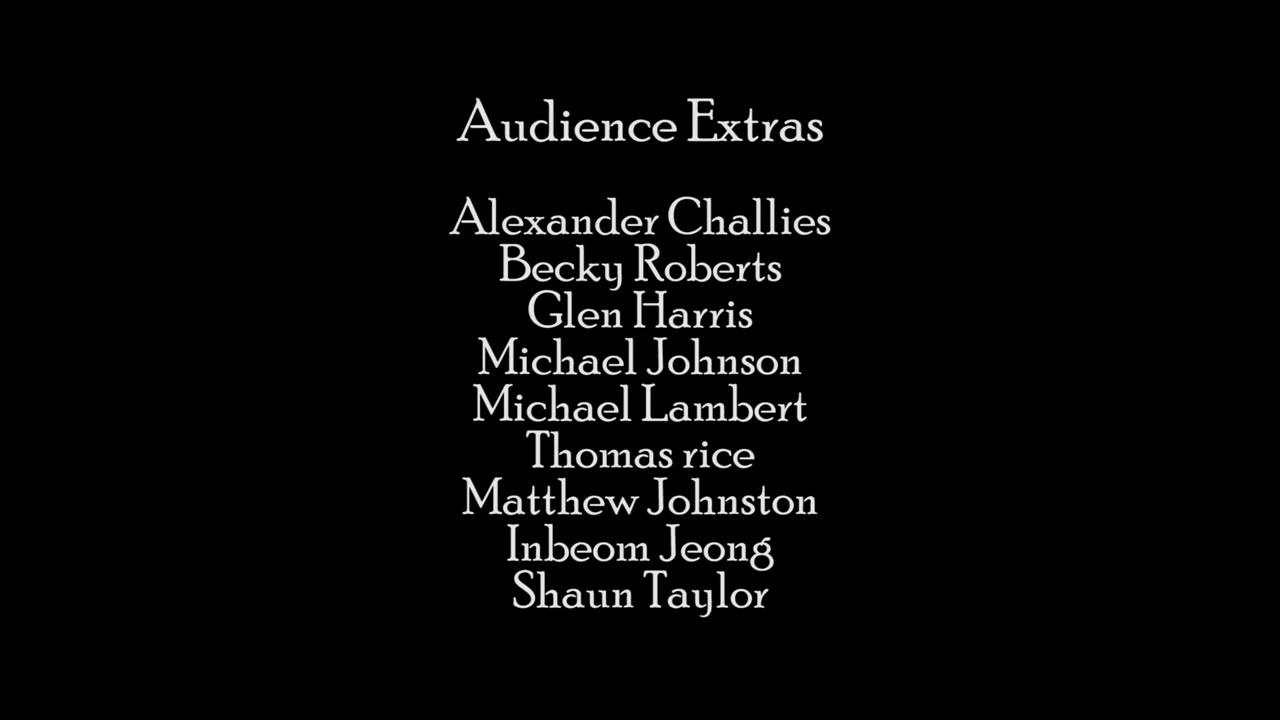 Audience Extras
Alexander Challies
Becky Roberts
Glen Harris
Michael Johnson
Michael Lambert
Thomas rice
Matthew Johnston
Inbeom Jeong
Shaun Taylor